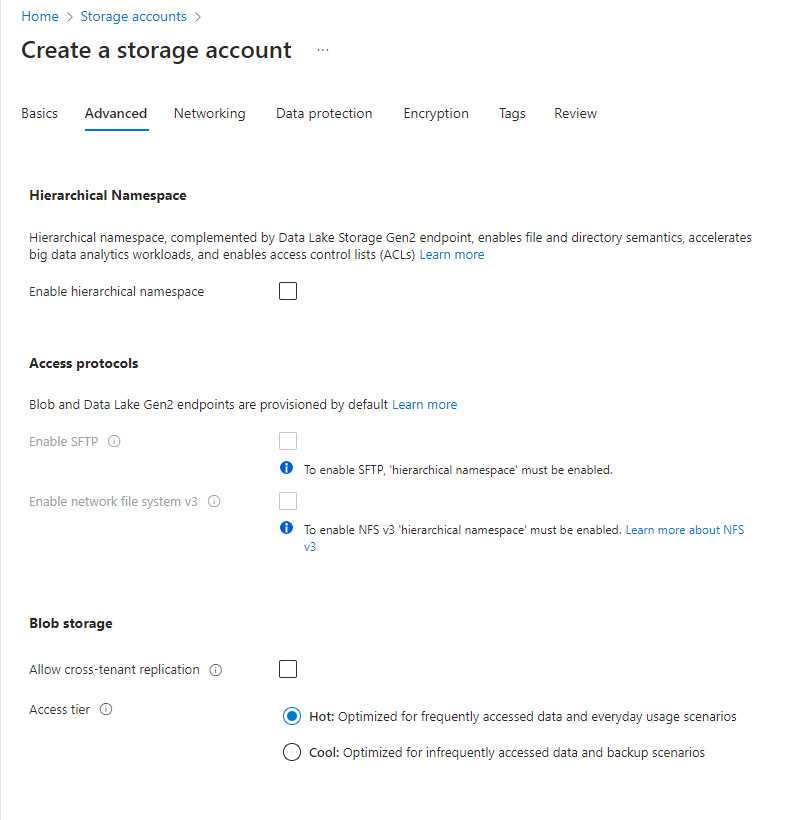 Home > Storage accounts >
Create a storage account ...
Basics Advanced Networking Data protection Encryption Tags Review
Hierarchical Namespace
Hierarchical namespace, complemented by Data Lake Storage Gen2 endpoint, enables file and directory semantics, accelerates
big data analytics workloads, and enables access control lists (ACLs) Learn more
Enable hierarchical namespace
Access protocols
Blob and Data Lake Gen2 endpoints are provisioned by default Learn more
Enable SFTP
To enable SFTP, 'hierarchical namespace' must be enabled.
Enable network file system v3
To enable NFS v3 'hierarchical namespace' must be enabled. Learn more about NFS
v3
Blob storage
Allow cross-tenant replication
Access tier
Hot: Optimized for frequently accessed data and everyday usage scenarios
Cool: Optimized for infrequently accessed data and backup scenarios